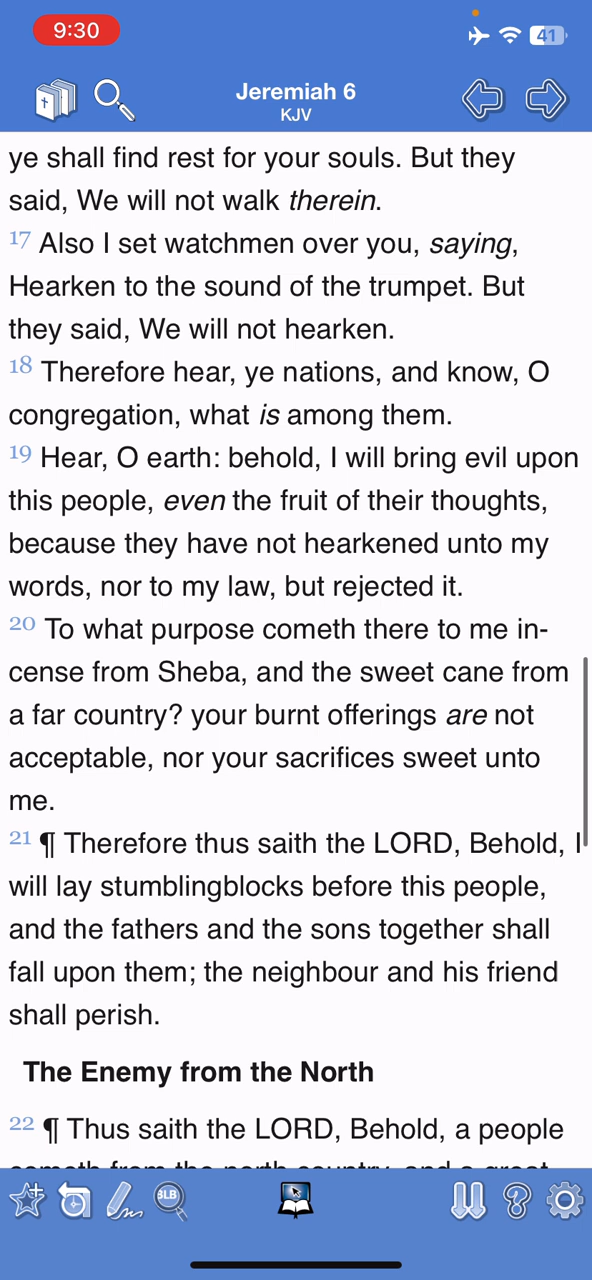 9:30
41
Jeremiah 6
KJV
ye shall find rest for your souls. But they
said, We will not walk therein.
17 Also I set watchmen over you, saying,
Hearken to the sound of the trumpet. But
they said, We will not hearken.
18 Therefore hear, ye nations, and know, O
congregation, what is among them.
19 Hear, O earth: behold, I will bring evil upon
this people, even the fruit of their thoughts,
because they have not hearkened unto my
words, nor to my law, but rejected it.
20 To what purpose cometh there to me in-
cense from Sheba, and the sweet cane from
a far country? your burnt offerings are not
acceptable, nor your sacrifices sweet unto
me.
21 ¶ Therefore thus saith the LORD, Behold, I
will lay stumblingblocks before this people,
and the fathers and the sons together shall
fall upon them; the neighbour and his friend
shall perish.
The Enemy from the North
22 ¶ Thus saith the LORD, Behold, a people
cometh from the north country, and a great
BLB